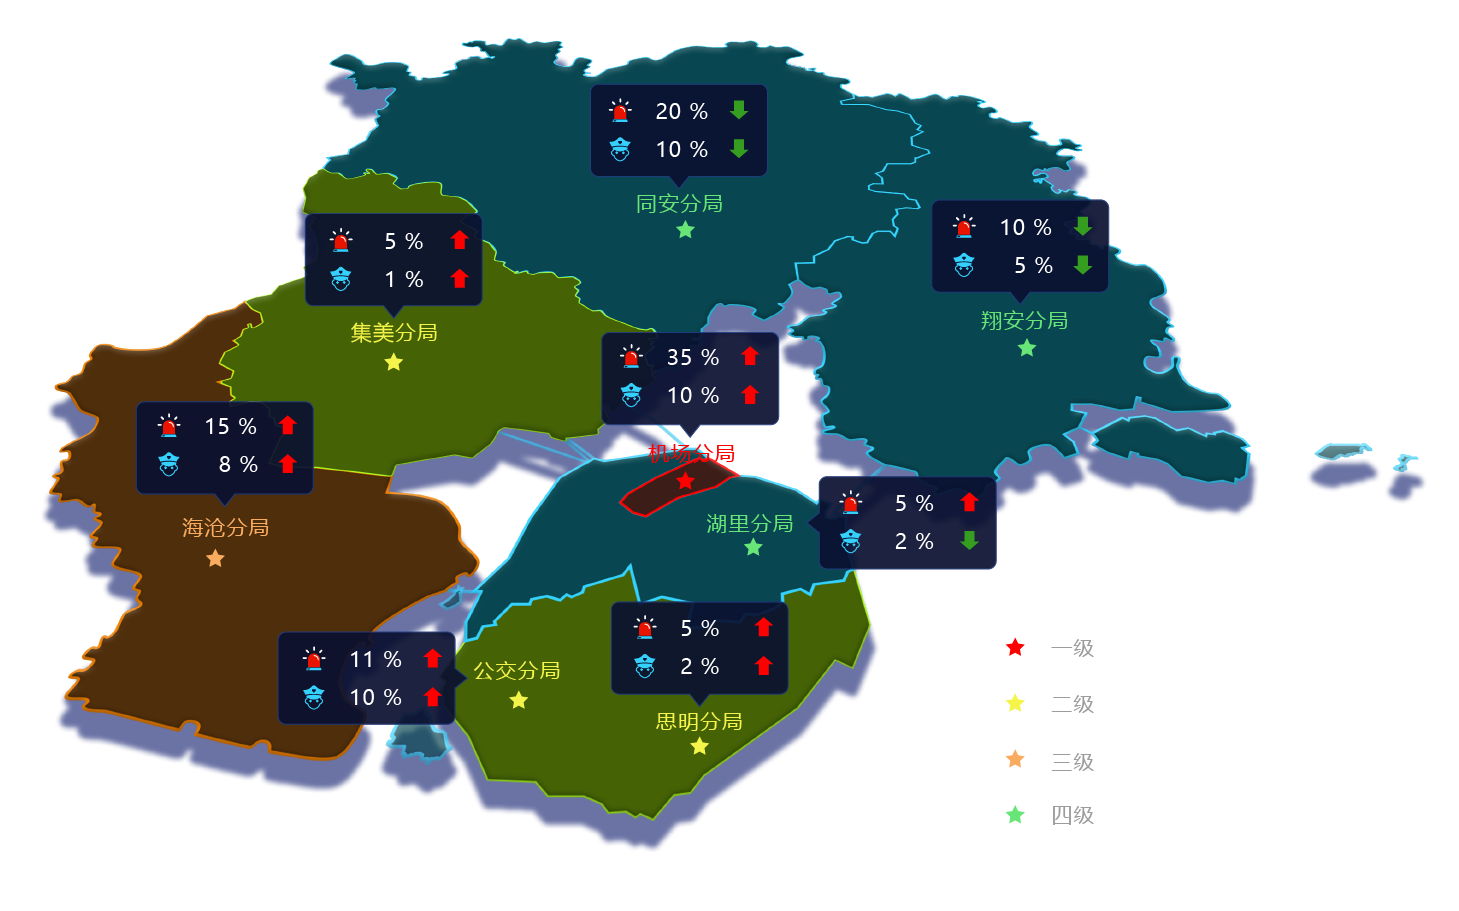 20 %
10 %
同安分局
10 %
5 %
翔安分局
5 %
1 %
集美分局
35 %
10 %
机场分局
15 %
8 %
海沧分局
5 %
2 %
湖里分局
5 %
2 %
思明分局
11 %
10 %
公交分局
一级
二级
三级
四级